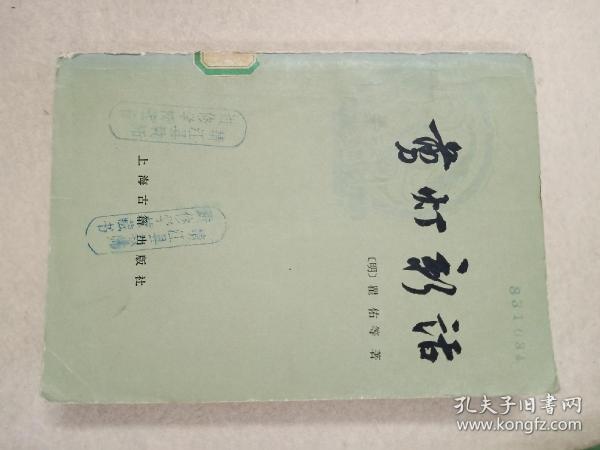 剪灯新话
〔明〕瞿佑等 著
上海古籍出版社
831084
孔夫子旧书网
www.kongfz.com